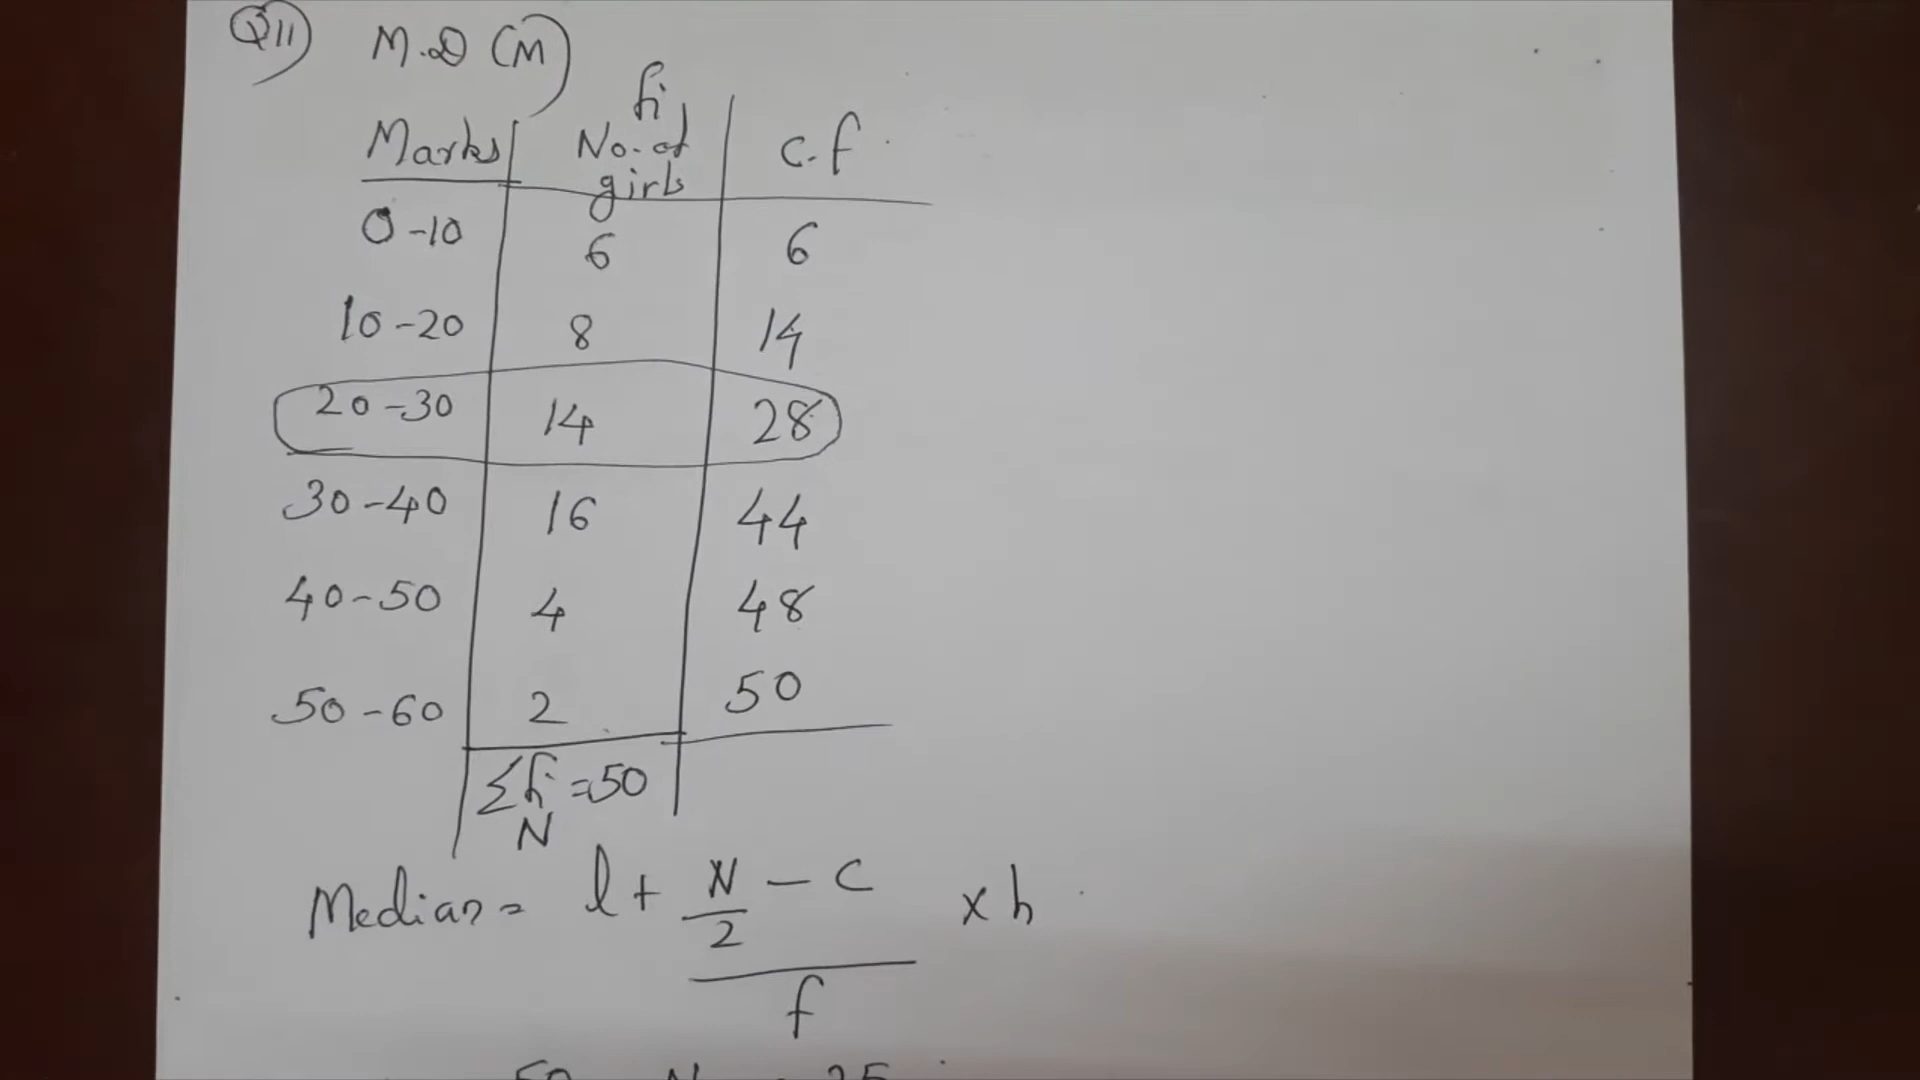 Q11) M.D (M)
fi
Marks No. of girls c.f
0-10 6 6
10-20 8 14
20-30 14 28
30-40 16 44
40-50 4 48
50-60 2 50
Σfi = 50
N
Median = l + N/2 - C / f × h